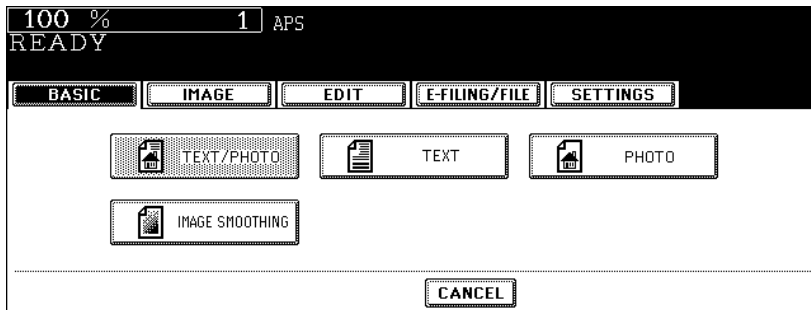 100 % 1 APS
READY
BASIC IMAGE EDIT E-FILING/FILE SETTINGS
TEXT/PHOTO TEXT PHOTO
IMAGE SMOOTHING
CANCEL